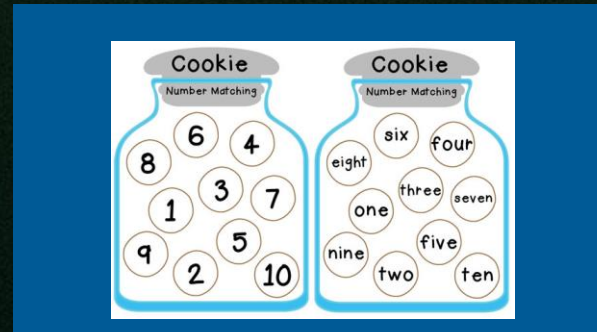 Cookie
Number Matching
6
4
8
3
7
1
5
9
2
10
Cookie
Number Matching
six
four
eight
three
seven
one
five
nine
two
ten